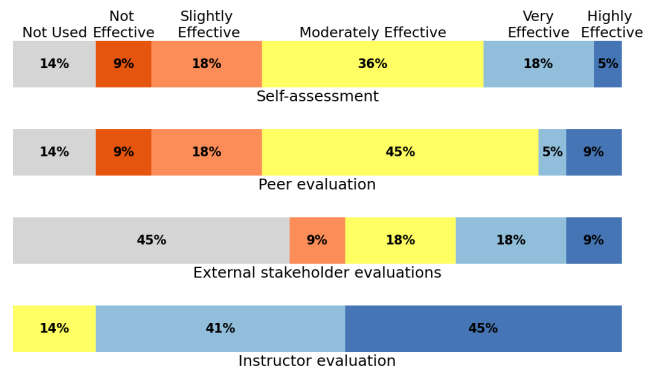 Not Used
Not
Effective
Slightly
Effective
Moderately Effective
Very
Effective
Highly
Effective
14% 9% 18% 36% 18% 5%
Self-assessment
14% 9% 18% 45% 5% 9%
Peer evaluation
45% 9% 18% 18% 9%
External stakeholder evaluations
14% 41% 45%
Instructor evaluation